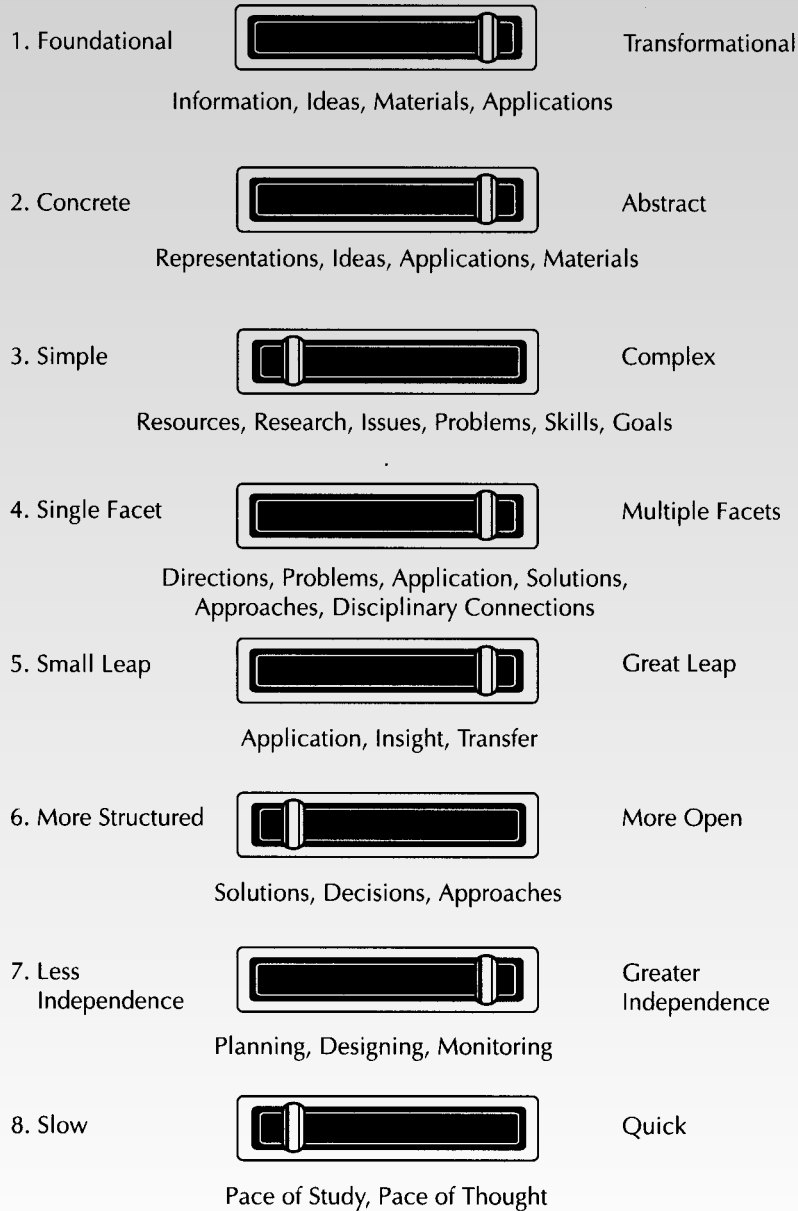 1. Foundational
Transformational
Information, Ideas, Materials, Applications
2. Concrete
Abstract
Representations, Ideas, Applications, Materials
3. Simple
Complex
Resources, Research, Issues, Problems, Skills, Goals
4. Single Facet
Multiple Facets
Directions, Problems, Application, Solutions,
Approaches, Disciplinary Connections
5. Small Leap
Great Leap
Application, Insight, Transfer
6. More Structured
More Open
Solutions, Decisions, Approaches
7. Less
Independence
Greater
Independence
Planning, Designing, Monitoring
8. Slow
Quick
Pace of Study, Pace of Thought